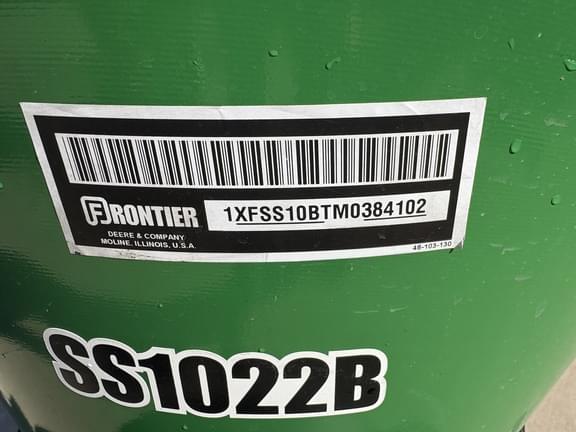 FRONTIER 1XFSS10BTM0384102
DEERE & COMPANY
MOLINE, ILLINOIS, U.S.A. 48-103-130
SS1022B